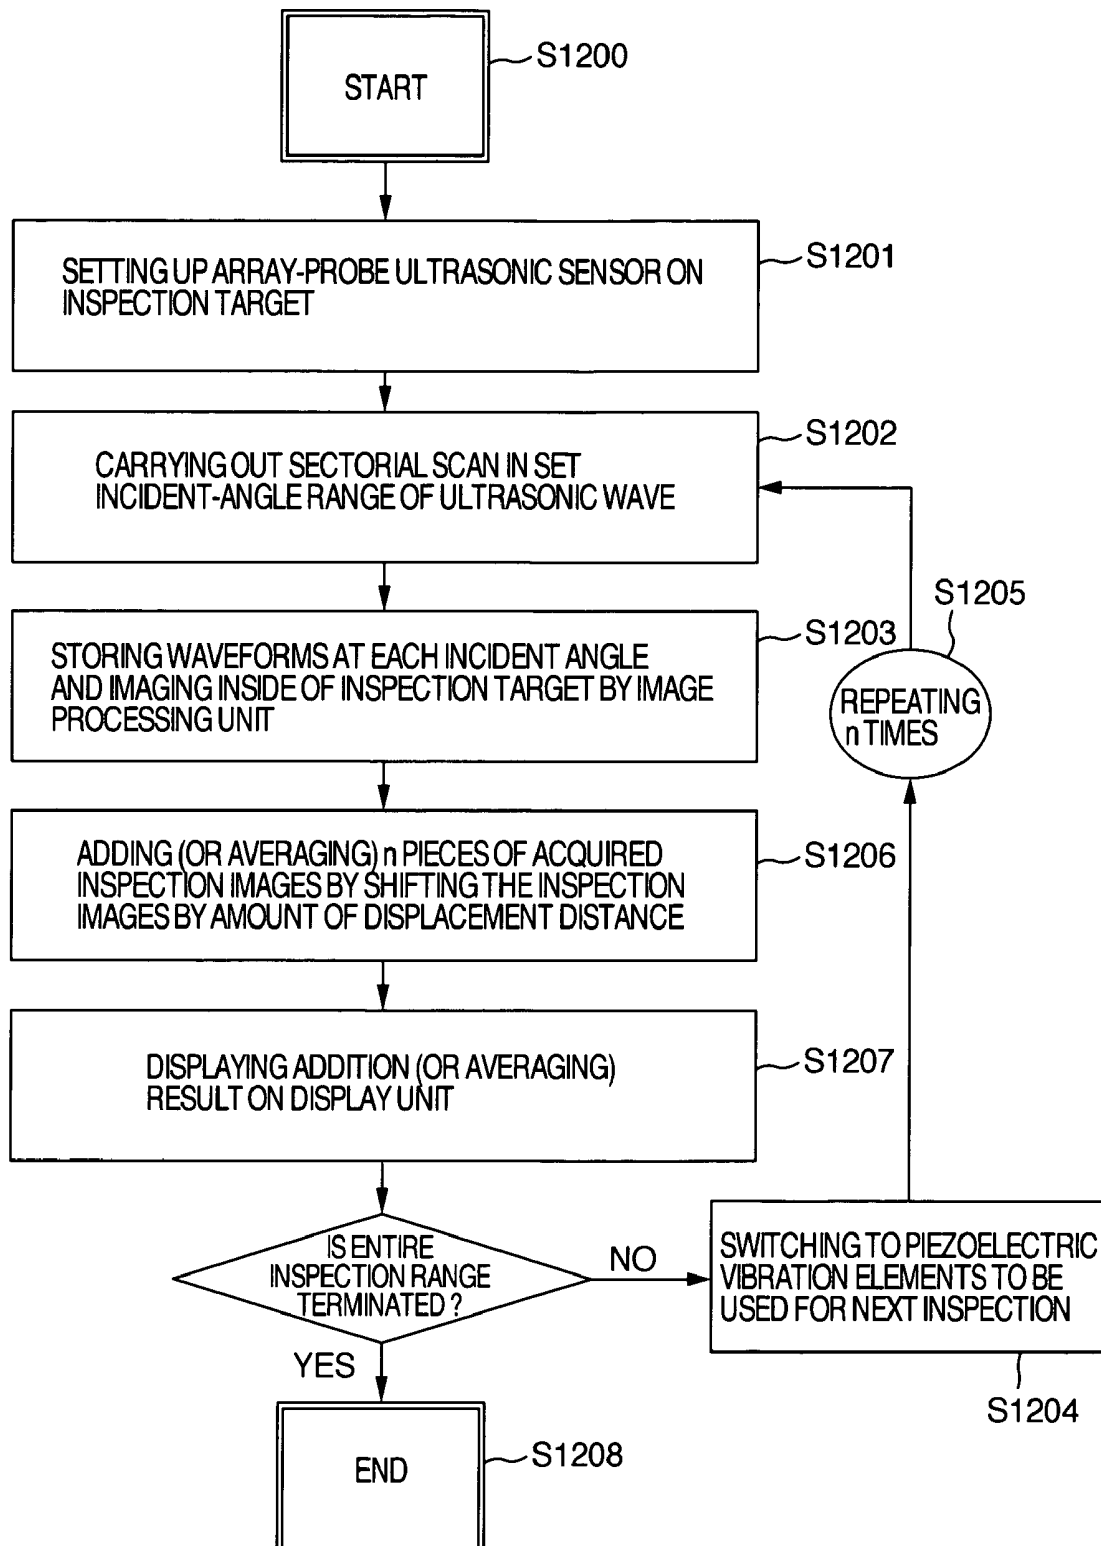 START
S1200
SETTING UP ARRAY-PROBE ULTRASONIC SENSOR ON
INSPECTION TARGET
S1201
CARRYING OUT SECTORIAL SCAN IN SET
INCIDENT-ANGLE RANGE OF ULTRASONIC WAVE
S1202
STORING WAVEFORMS AT EACH INCIDENT ANGLE
AND IMAGING INSIDE OF INSPECTION TARGET BY IMAGE
PROCESSING UNIT
S1203
S1205
REPEATING
n TIMES
ADDING (OR AVERAGING) n PIECES OF ACQUIRED
INSPECTION IMAGES BY SHIFTING THE INSPECTION
IMAGES BY AMOUNT OF DISPLACEMENT DISTANCE
S1206
DISPLAYING ADDITION (OR AVERAGING)
RESULT ON DISPLAY UNIT
S1207
IS ENTIRE
INSPECTION RANGE
TERMINATED ?
NO
SWITCHING TO PIEZOELECTRIC
VIBRATION ELEMENTS TO BE
USED FOR NEXT INSPECTION
S1204
YES
END
S1208